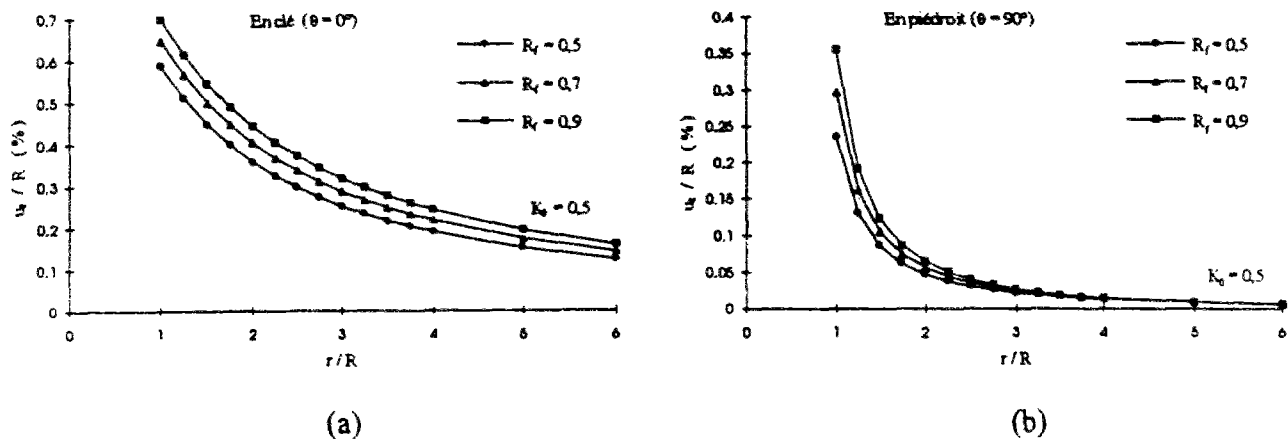 En clé (θ = 0°)
R_f = 0,5
R_f = 0,7
R_f = 0,9
K_0 = 0,5
/ R (%)
0.7
0.6
0.5
0.4
0.3
0.2
0.1
0
0 1 2 3 4 5 6
r / R
(a)
En piédroit (θ = 90°)
R_f = 0,5
R_f = 0,7
R_f = 0,9
K_0 = 0,5
/ R (%)
0.4
0.35
0.3
0.25
0.2
0.15
0.1
0.05
0
0 1 2 3 4 5 6
r / R
(b)